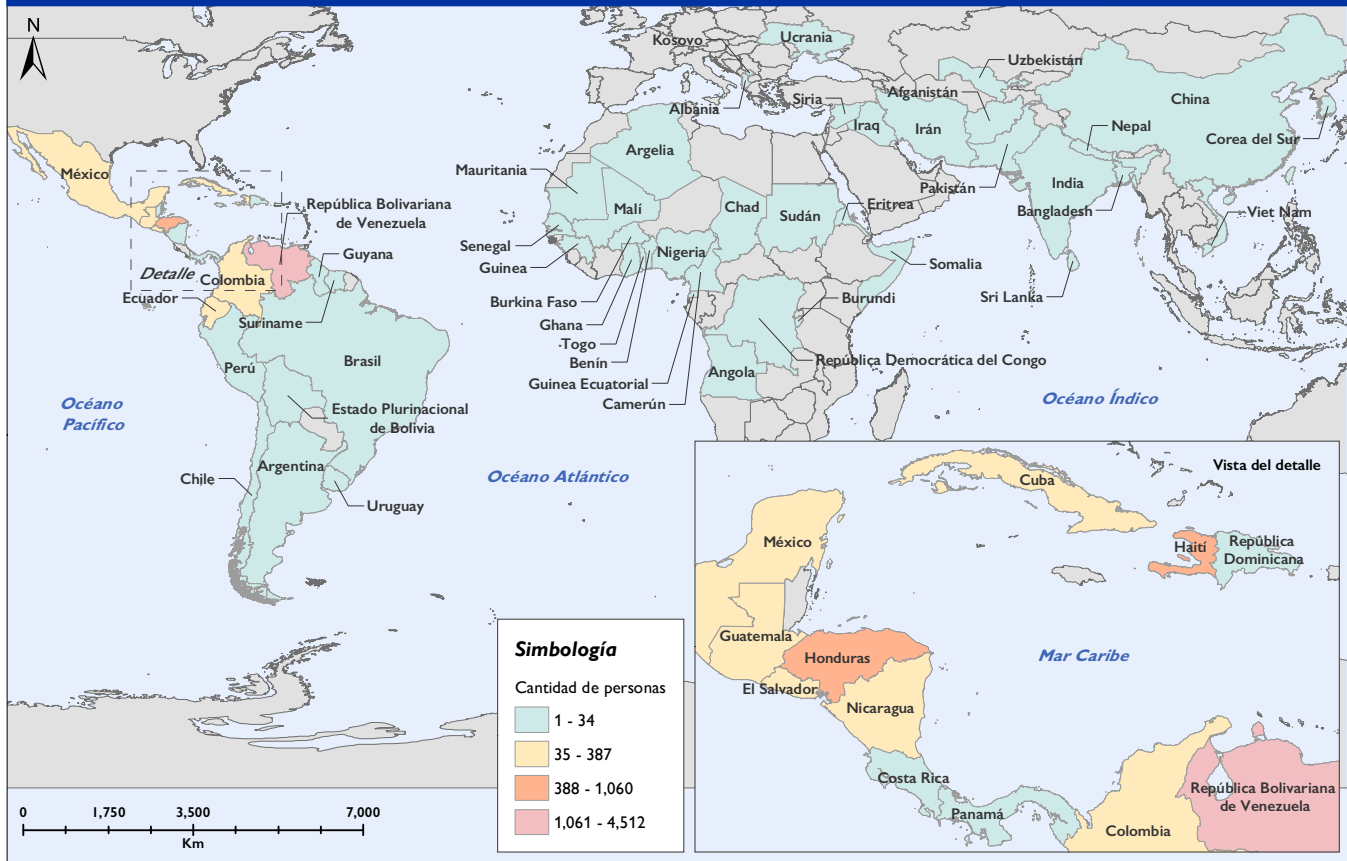 N
Kosovo
Ucrania
Uzbekistán
Albania
Siria
Afganistán
China
Iraq
Irán
Nepal
Corea del Sur
México
Mauritania
Argelia
Pakistán
India
República Bolivariana
de Venezuela
Malí
Chad
Sudán
Eritrea
Bangladesh
Viet Nam
Senegal
Guyana
Nigeria
Guinea
Somalia
Detalle
Colombia
Sri Lanka
Ecuador
Burkina Faso
Burundi
Suriname
Ghana
Togo
Brasil
República Democrática del Congo
Benín
Perú
Angola
Guinea Ecuatorial
Camerún
Océano
Pacífico
Océano Índico
Estado Plurinacional
de Bolivia
Argentina
Chile
Océano Atlántico
Uruguay
Vista del detalle
Cuba
México
Haití
República
Dominicana
Guatemala
Honduras
Mar Caribe
El Salvador
Nicaragua
Costa Rica
Panamá
República Bolivariana
de Venezuela
Colombia
Simbología
Cantidad de personas
1 - 34
35 - 387
388 - 1,060
1,061 - 4,512
0 1,750 3,500 7,000
Km